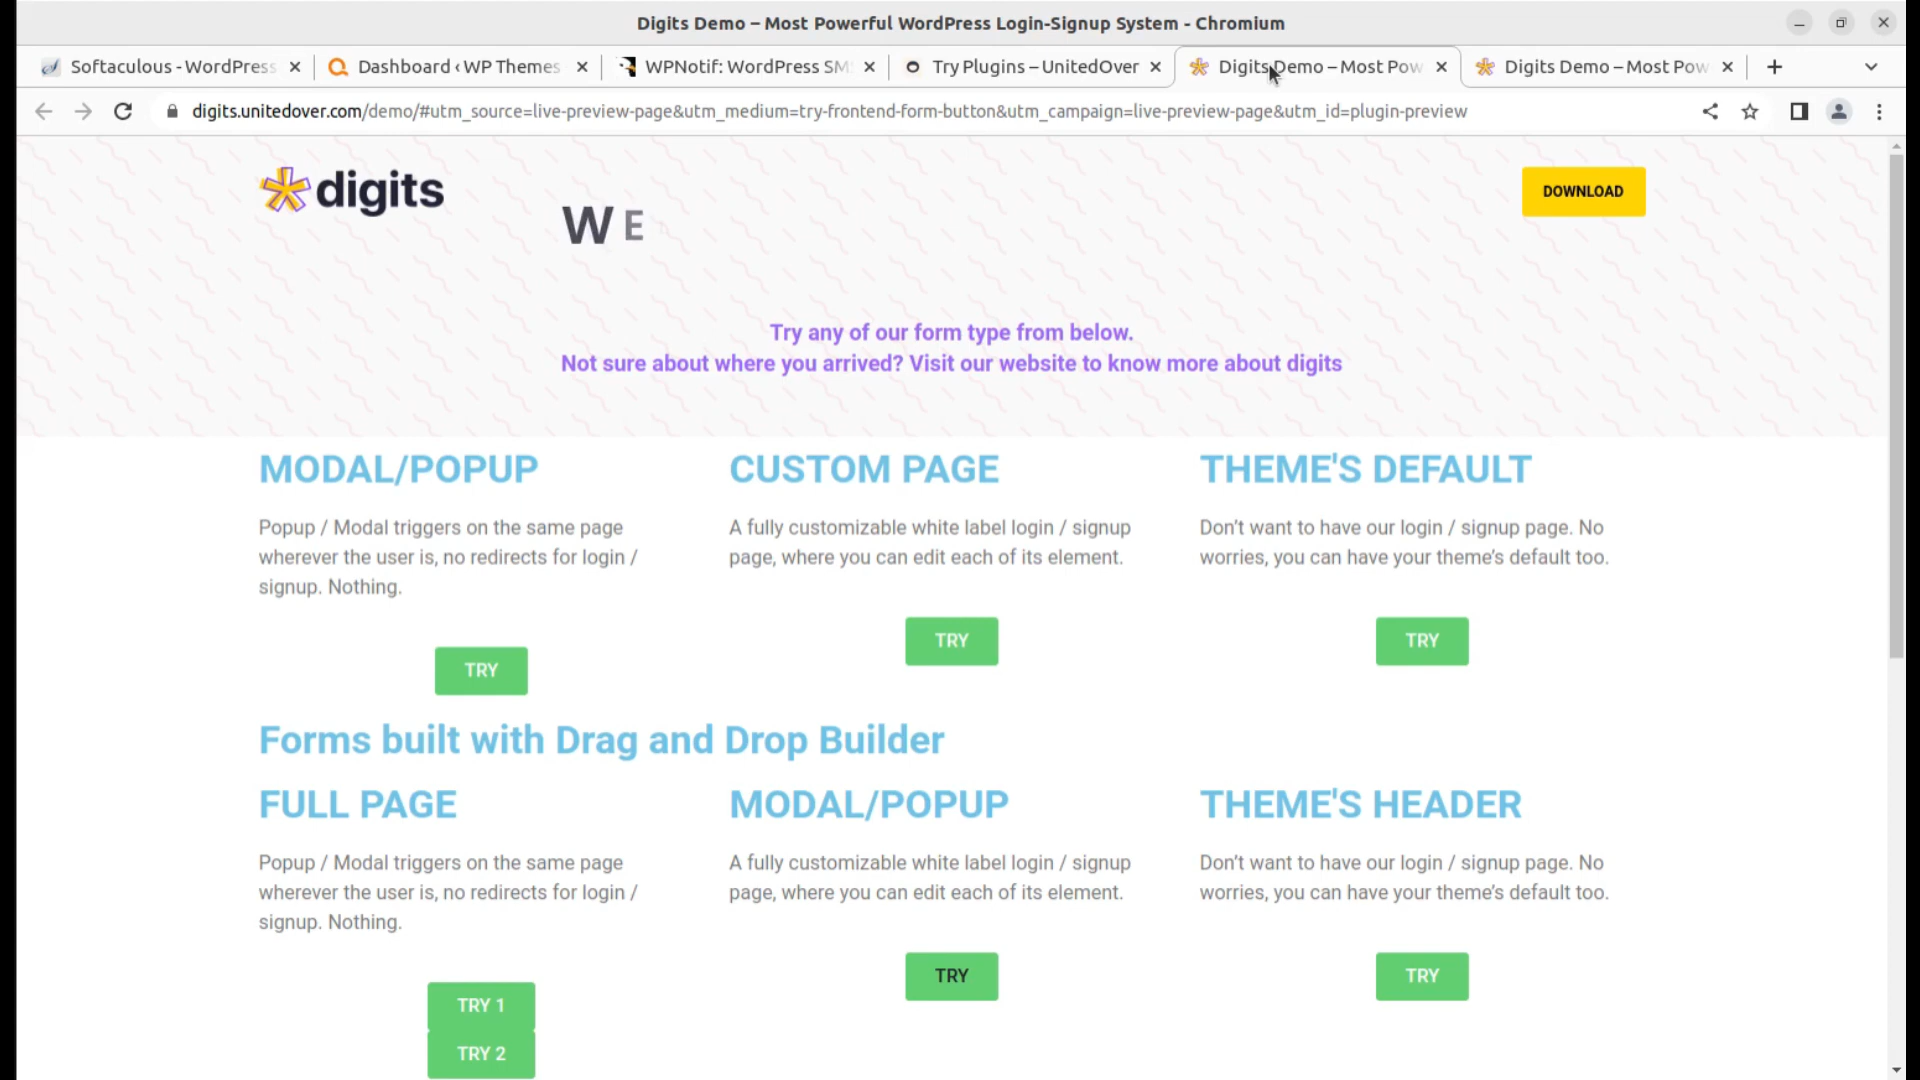 Digits Demo – Most Powerful WordPress Login-Signup System - Chromium
Softaculous - WordPress
Dashboard ‹ WP Themes
WPNotif: WordPress SM
Try Plugins – UnitedOver
Digits Demo – Most Pow
Digits Demo – Most Pow
digits.unitedover.com/demo/#utm_source=live-preview-page&utm_medium=try-frontend-form-button&utm_campaign=live-preview-page&utm_id=plugin-preview
digits
DOWNLOAD
WE
Try any of our form type from below.
Not sure about where you arrived? Visit our website to know more about digits
MODAL/POPUP
Popup / Modal triggers on the same page
wherever the user is, no redirects for login /
signup. Nothing.
TRY
CUSTOM PAGE
A fully customizable white label login / signup
page, where you can edit each of its element.
TRY
THEME'S DEFAULT
Don't want to have our login / signup page. No
worries, you can have your theme's default too.
TRY
Forms built with Drag and Drop Builder
FULL PAGE
Popup / Modal triggers on the same page
wherever the user is, no redirects for login /
signup. Nothing.
TRY 1
TRY 2
MODAL/POPUP
A fully customizable white label login / signup
page, where you can edit each of its element.
TRY
THEME'S HEADER
Don't want to have our login / signup page. No
worries, you can have your theme's default too.
TRY